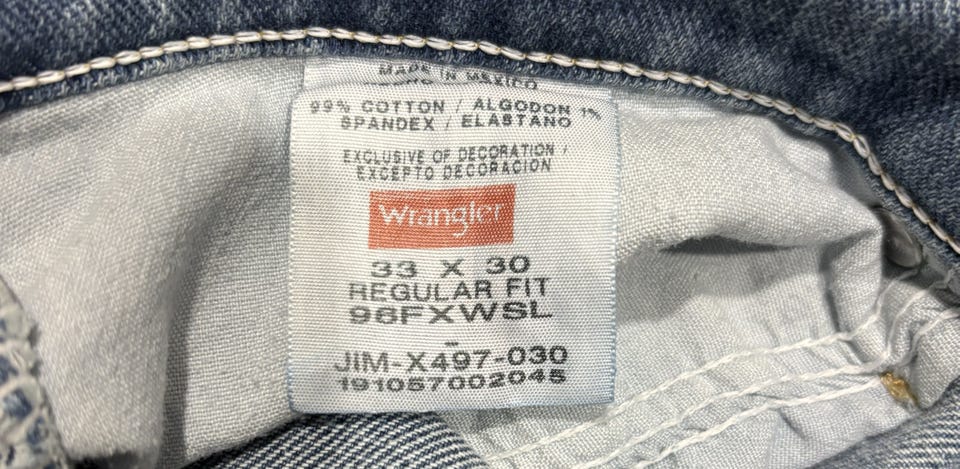 MADE IN MEXICO
99% COTTON / ALGODON 1%
SPANDEX / ELASTANO
EXCLUSIVE OF DECORATION /
EXCEPTO DECORACION
Wrangler
33 X 30
REGULAR FIT
96FXWSL
-
JIM-X497-030
191057002045